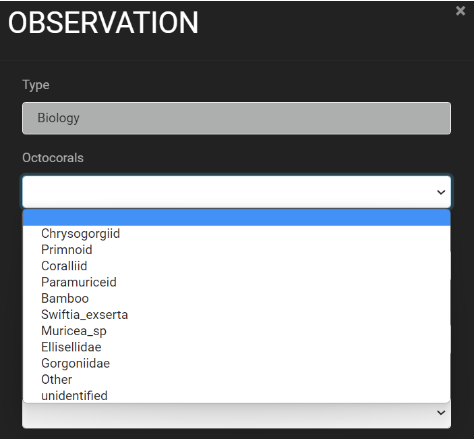 OBSERVATION
×
Type
Biology
Octocorals
Chrysogorgiid
Primnoid
Coralliid
Paramuriceid
Bamboo
Swiftia_exserta
Muricea_sp
Ellisellidae
Gorgoniidae
Other
unidentified